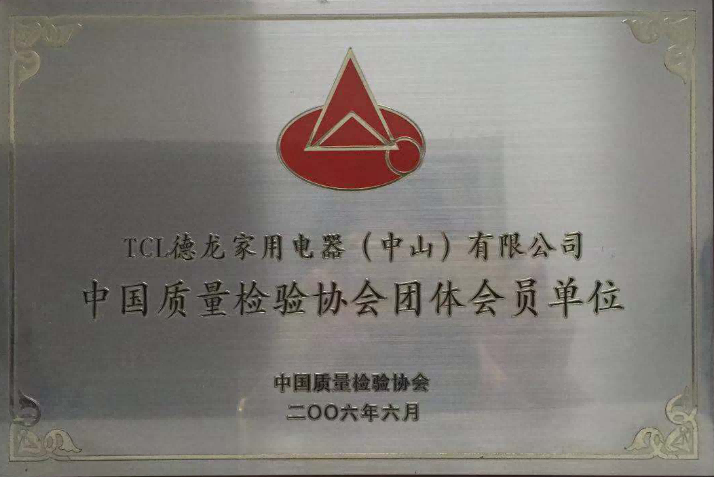 TCL德龙家用电器（中山）有限公司
中国质量检验协会团体会员单位
中国质量检验协会
二〇〇六年六月